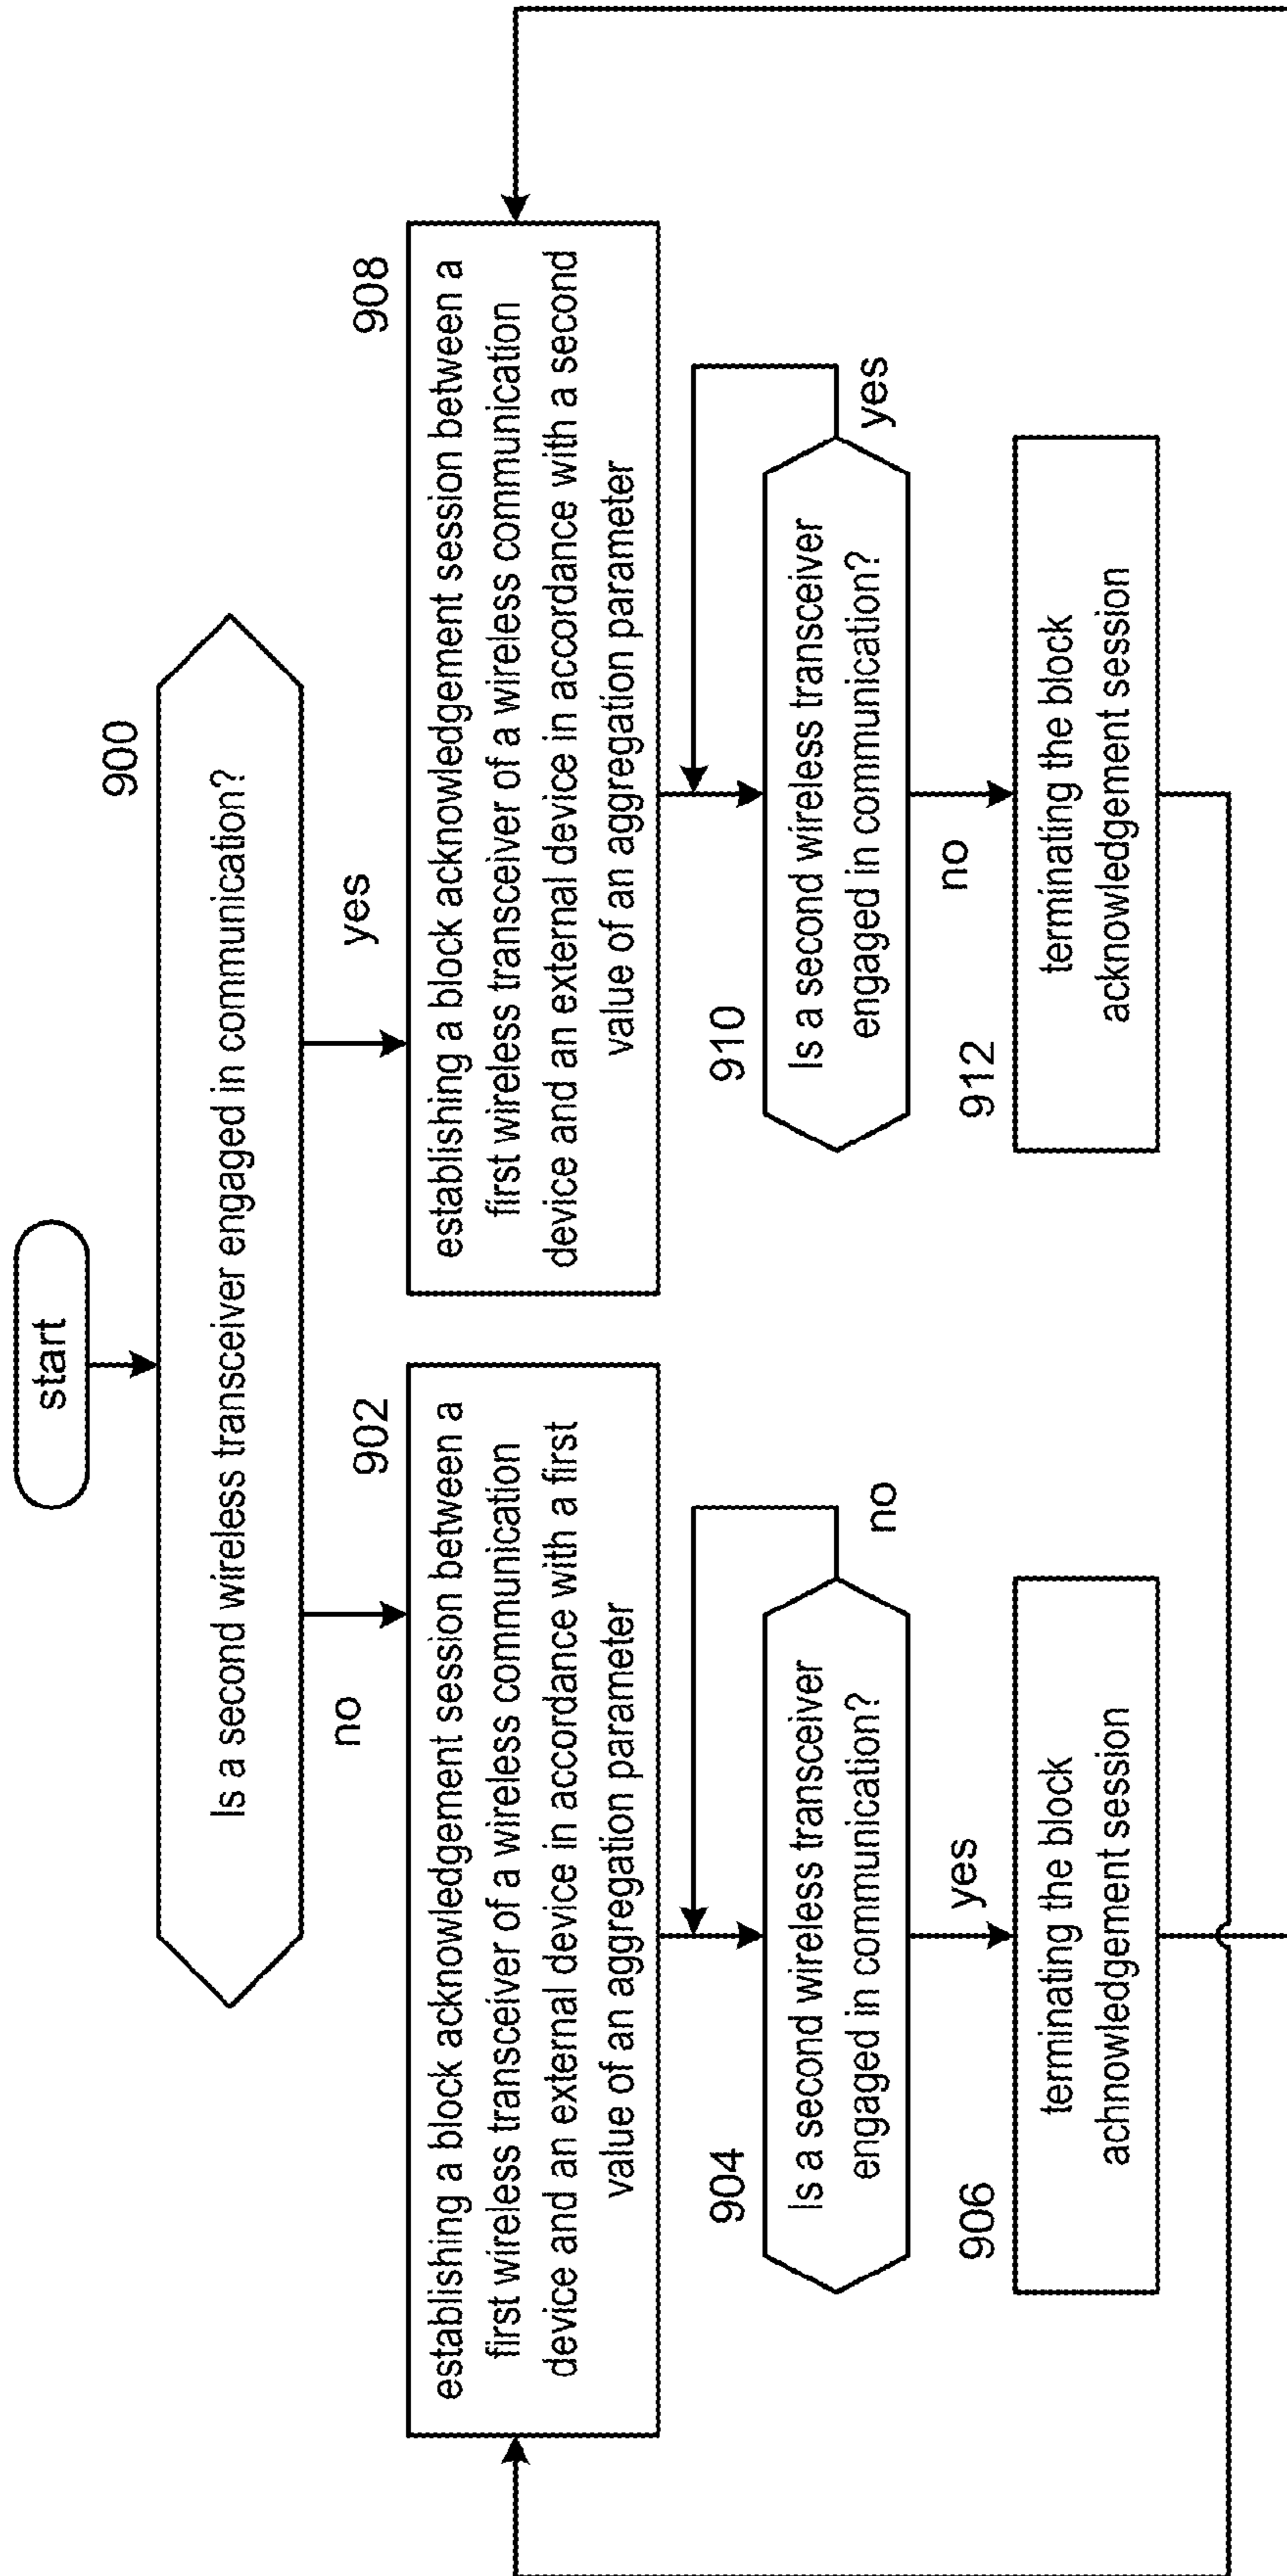 start
900
Is a second wireless transceiver engaged in communication?
no
yes
902
establishing a block acknowledgement session between a
first wireless transceiver of a wireless communication
device and an external device in accordance with a first
value of an aggregation parameter
904
Is a second wireless transceiver
engaged in communication?
no
yes
906
terminating the block
achnowledgement session
908
establishing a block acknowledgement session between a
first wireless transceiver of a wireless communication
device and an external device in accordance with a second
value of an aggregation parameter
910
Is a second wireless transceiver
engaged in communication?
yes
no
912
terminating the block
acknowledgement session